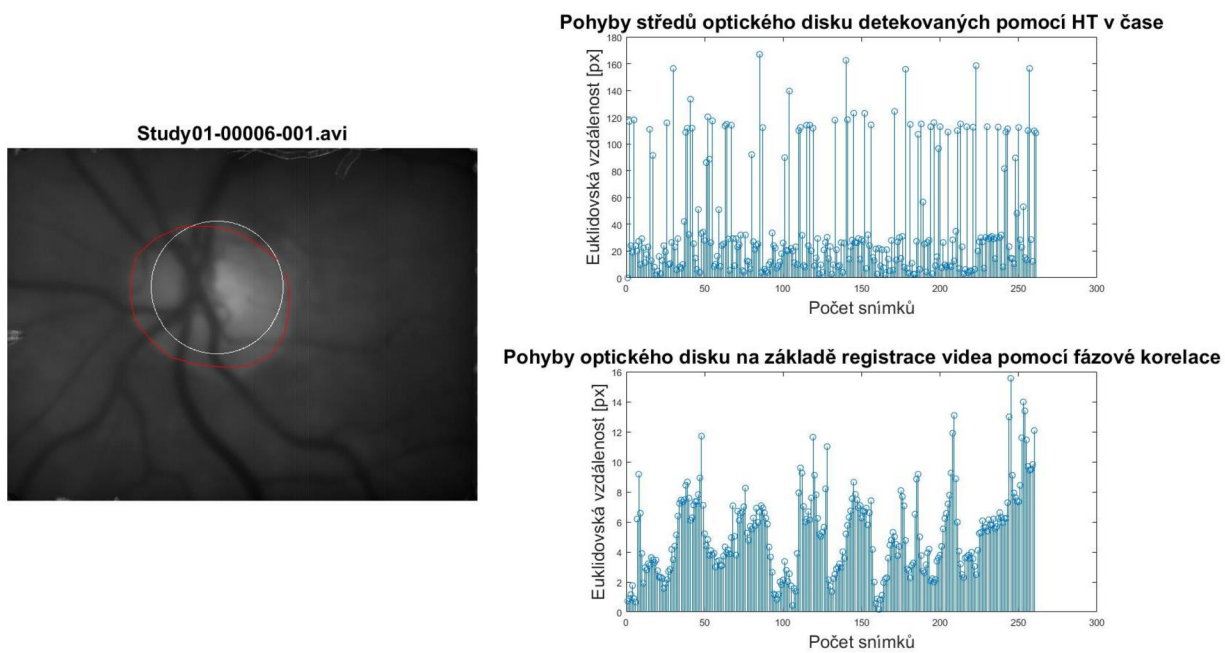 Study01-00006-001.avi
Pohyby středů optického disku detekovaných pomocí HT v čase
Euklidovská vzdálenost [px]
180
160
140
120
100
80
60
40
20
0
0 50 100 150 200 250 300
Počet snímků
Pohyby optického disku na základě registrace videa pomocí fázové korelace
Euklidovská vzdálenost [px]
16
14
12
10
8
6
4
2
0
0 50 100 150 200 250 300
Počet snímků